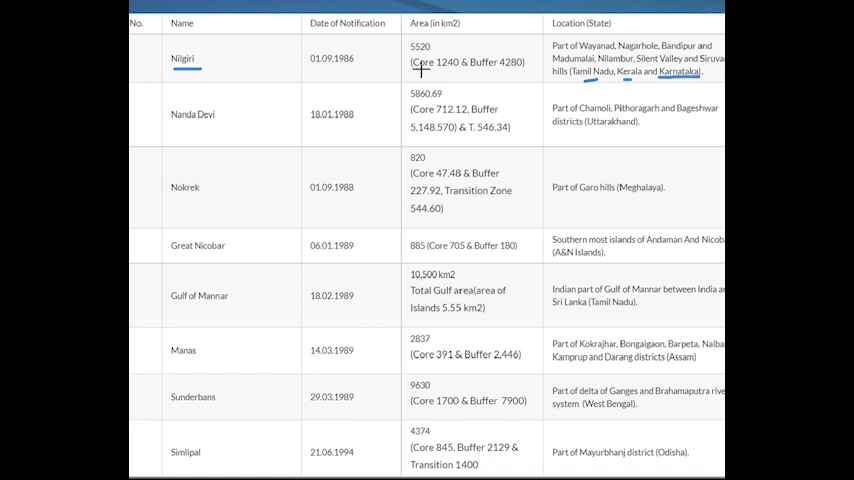 No. Name Date of Notification Area (in km2) Location (State)
Nilgiri 01.09.1986 5520
(Core 1240 & Buffer 4280) Part of Wayanad, Nagarhole, Bandipur and
Madumalai, Nilambur, Silent Valley and Siruva
hills (Tamil Nadu, Kerala and Karnataka).
Nanda Devi 18.01.1988 5860.69
(Core 712.12, Buffer
5,148.570) & T. 546.34) Part of Chamoli, Pithoragarh and Bageshwar
districts (Uttarakhand).
Nokrek 01.09.1988 820
(Core 47.48 & Buffer
227.92, Transition Zone
544.60) Part of Garo hills (Meghalaya).
Great Nicobar 06.01.1989 885 (Core 705 & Buffer 180) Southern most islands of Andaman And Nicoba
(A&N Islands).
Gulf of Mannar 18.02.1989 10,500 km2
Total Gulf area(area of
Islands 5.55 km2) Indian part of Gulf of Mannar between India an
Sri Lanka (Tamil Nadu).
Manas 14.03.1989 2837
(Core 391 & Buffer 2,446) Part of Kokrajhar, Bongaigaon, Barpeta, Nalba
Kamprup and Darang districts (Assam)
Sunderbans 29.03.1989 9630
(Core 1700 & Buffer 7900) Part of delta of Ganges and Brahamaputra rive
system (West Bengal).
Simlipal 21.06.1994 4374
(Core 845, Buffer 2129 &
Transition 1400 Part of Mayurbhanj district (Odisha).